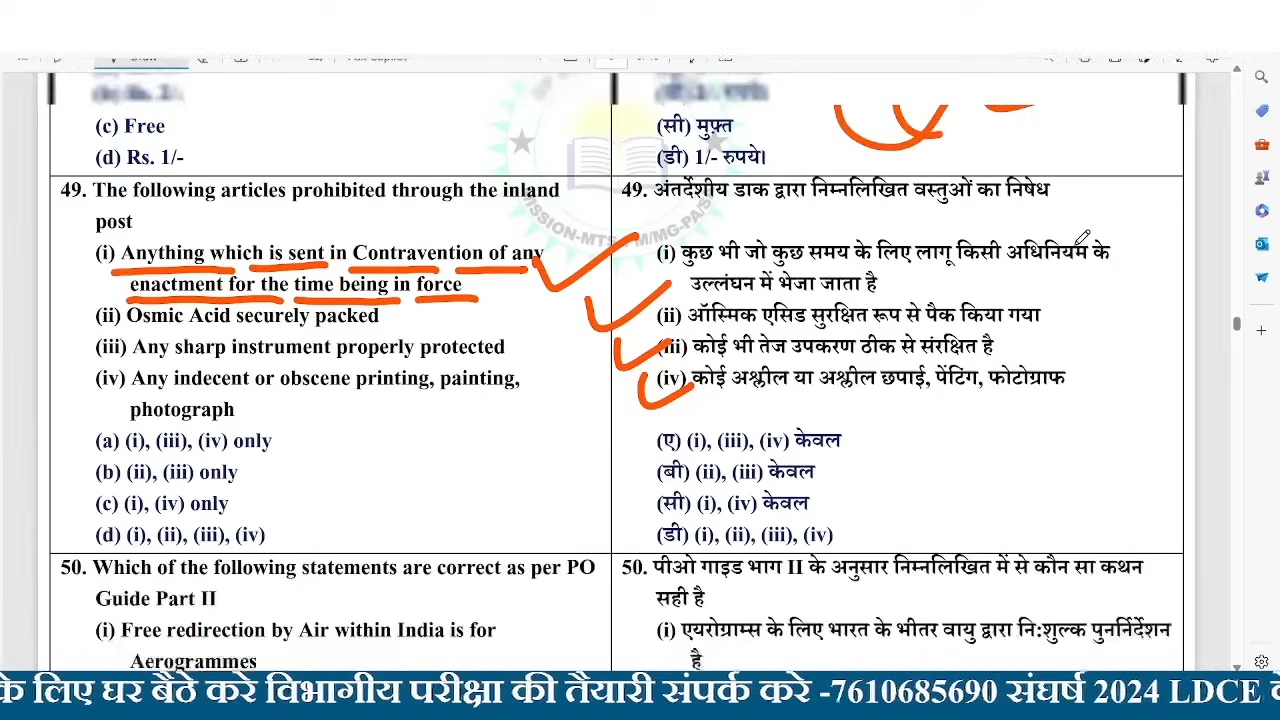 (c) Free
(d) Rs. 1/-
(सी) मुफ़्त
(डी) 1/- रुपये।
49. The following articles prohibited through the inland
post
(i) Anything which is sent in Contravention of any
enactment for the time being in force
(ii) Osmic Acid securely packed
(iii) Any sharp instrument properly protected
(iv) Any indecent or obscene printing, painting,
photograph
(a) (i), (iii), (iv) only
(b) (ii), (iii) only
(c) (i), (iv) only
(d) (i), (ii), (iii), (iv)
49. अंतर्देशीय डाक द्वारा निम्नलिखित वस्तुओं का निषेध
(i) कुछ भी जो कुछ समय के लिए लागू किसी अधिनियम के
उल्लंघन में भेजा जाता है
(ii) ऑस्मिक एसिड सुरक्षित रूप से पैक किया गया
(iii) कोई भी तेज उपकरण ठीक से संरक्षित है
(iv) कोई अश्लील या अश्लील छपाई, पेंटिंग, फोटोग्राफ
(ए) (i), (iii), (iv) केवल
(बी) (ii), (iii) केवल
(सी) (i), (iv) केवल
(डी) (i), (ii), (iii), (iv)
50. Which of the following statements are correct as per PO
Guide Part II
(i) Free redirection by Air within India is for
Aerogrammes
50. पीओ गाइड भाग II के अनुसार निम्नलिखित में से कौन सा कथन
सही है
(i) एयरोग्राम्स के लिए भारत के भीतर वायु द्वारा नि:शुल्क पुनर्निर्देशन
है
के लिए घर बैठे करे विभागीय परीक्षा की तैयारी संपर्क करे -7610685690 संघर्ष 2024 LDCE